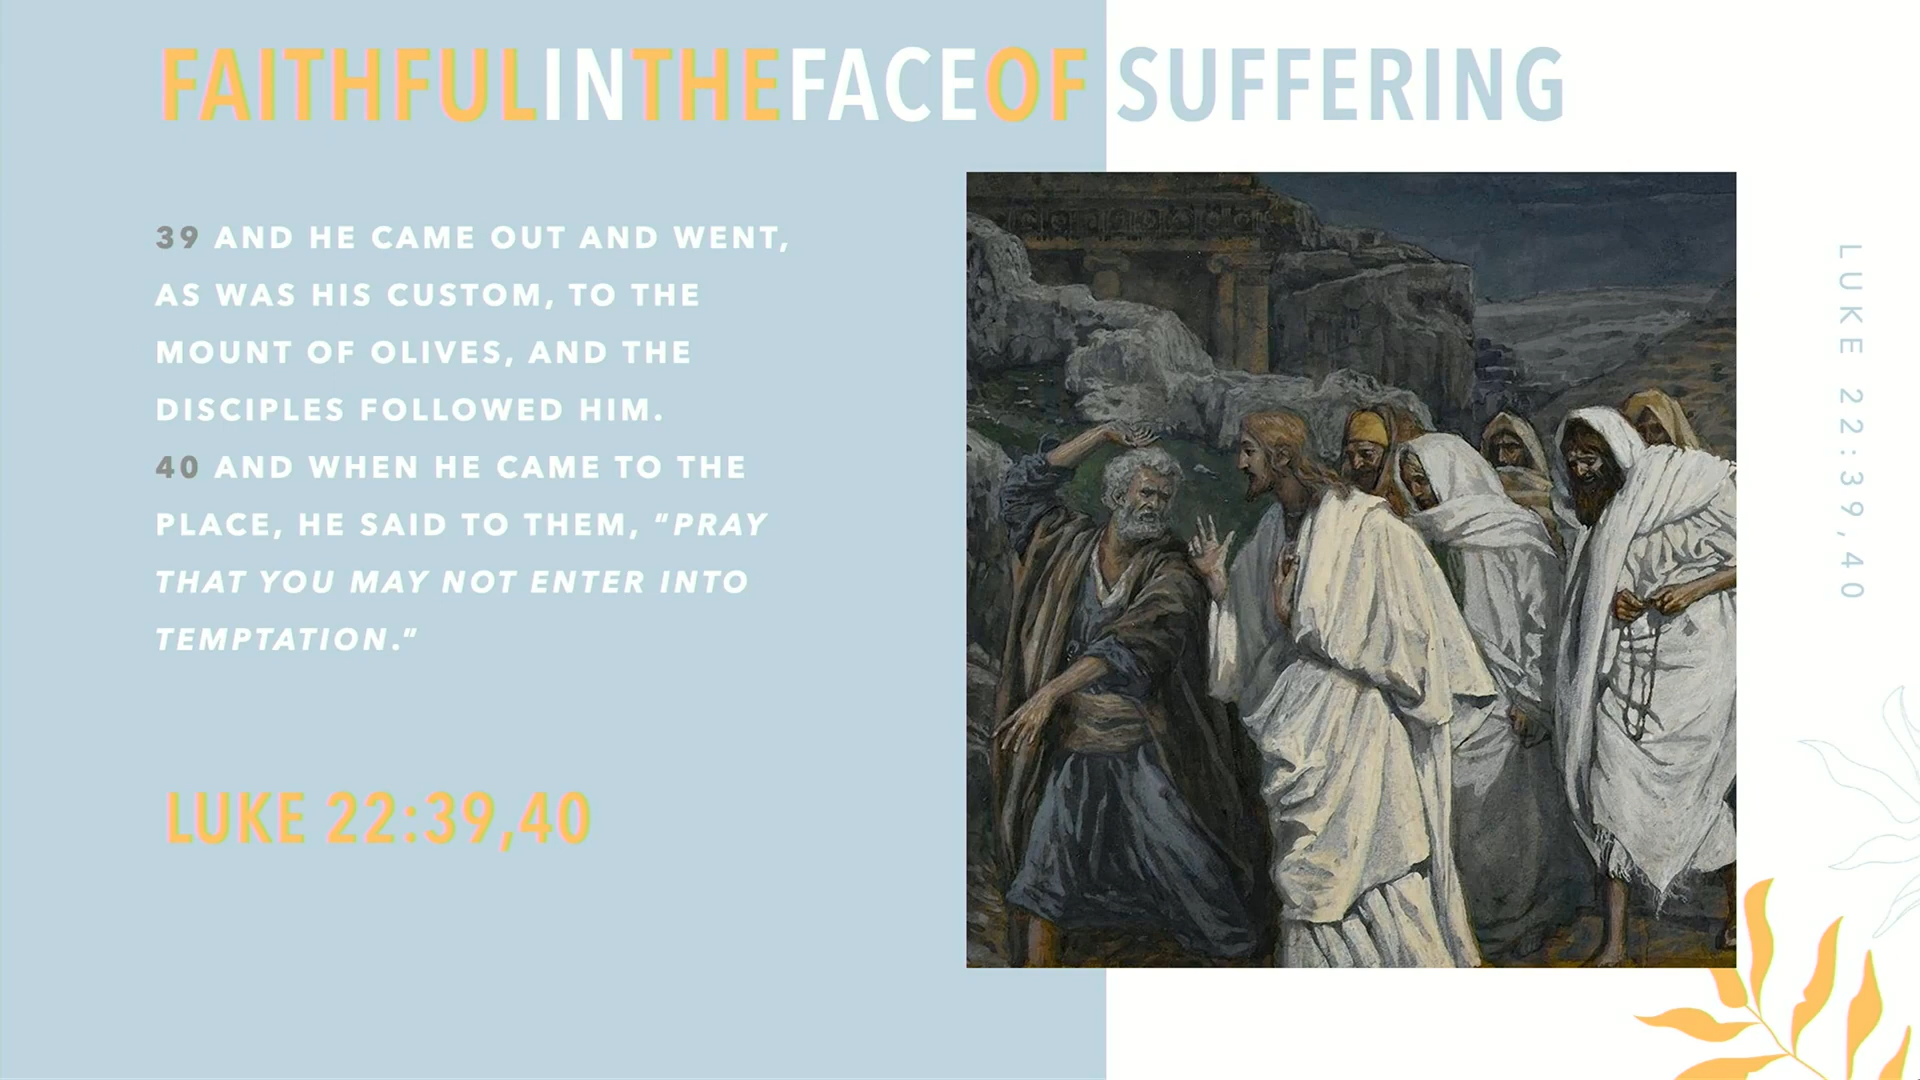 FAITHFULINTHEFACEOF SUFFERING
39 AND HE CAME OUT AND WENT,
AS WAS HIS CUSTOM, TO THE
MOUNT OF OLIVES, AND THE
DISCIPLES FOLLOWED HIM.
40 AND WHEN HE CAME TO THE
PLACE, HE SAID TO THEM, “PRAY
THAT YOU MAY NOT ENTER INTO
TEMPTATION.”
LUKE 22:39,40
LUKE 22:39,40